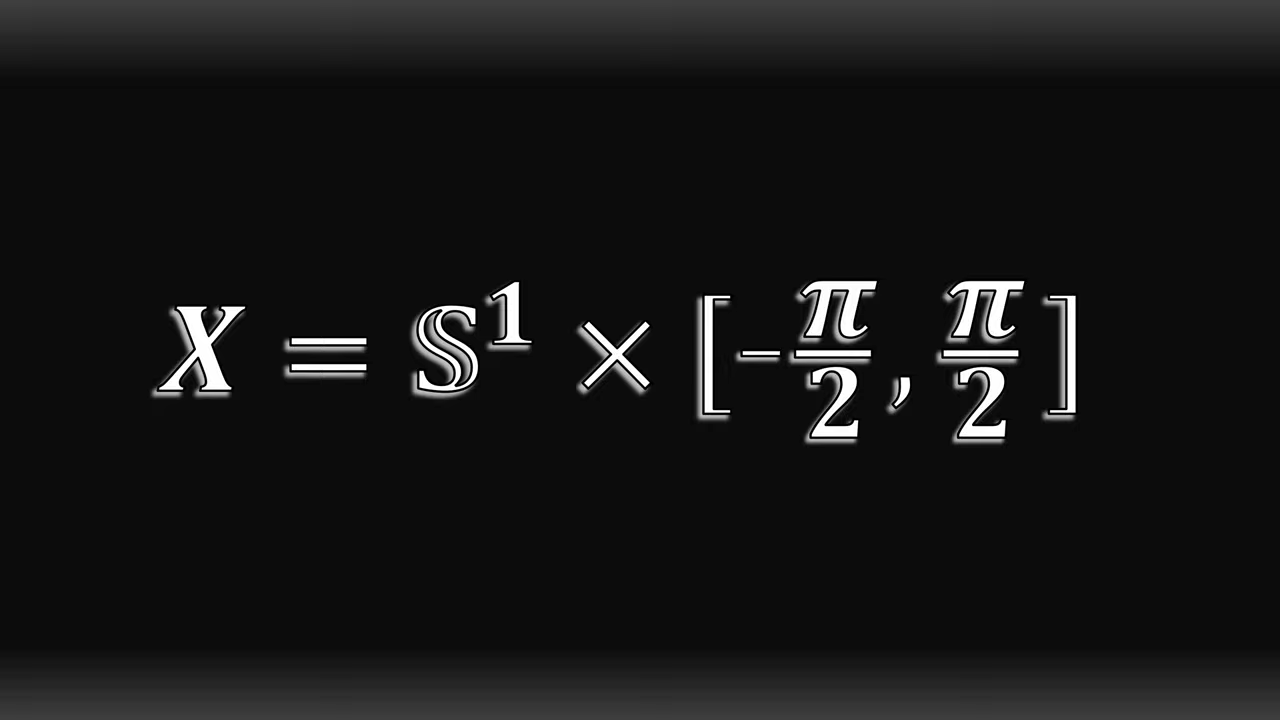 X = 𝕊¹ × [-π/2, π/2]